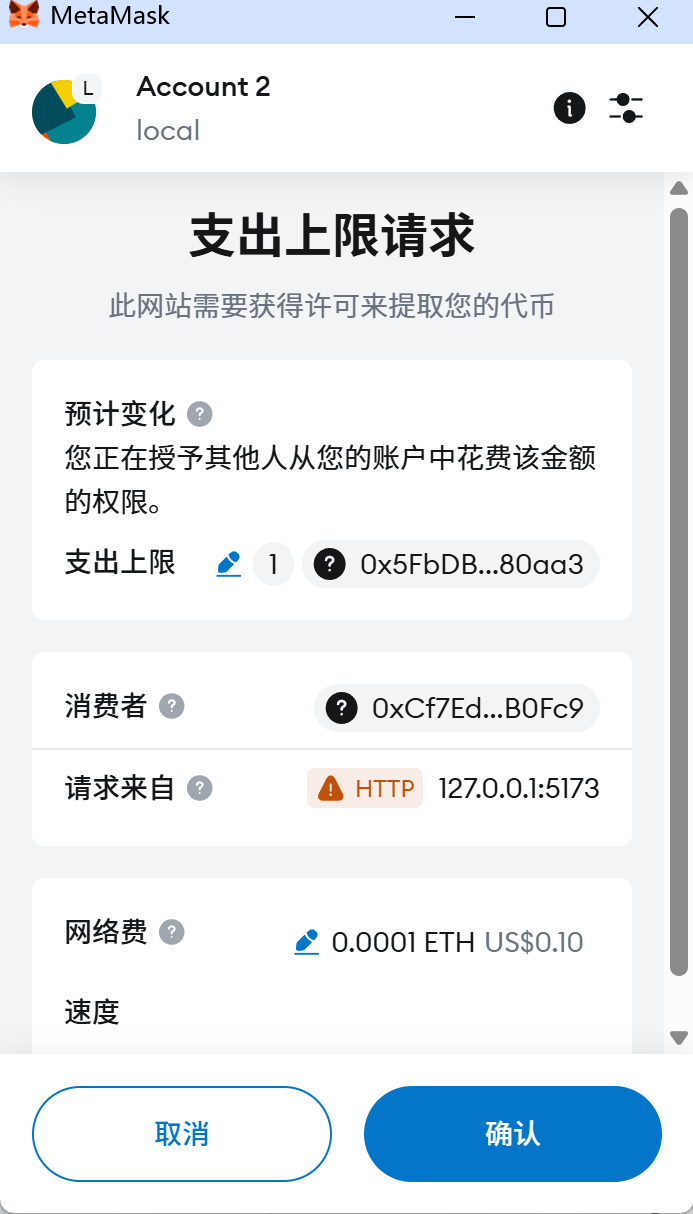 MetaMask
L
Account 2
local
支出上限请求
此网站需要获得许可来提取您的代币
预计变化 ?
您正在授予其他人从您的账户中花费该金额
的权限。
支出上限 1 ? 0x5FbDB...80aa3
消费者 ? ? 0xCf7Ed...B0Fc9
请求来自 ? HTTP 127.0.0.1:5173
网络费 ? 0.0001 ETH US$0.10
速度
取消 确认